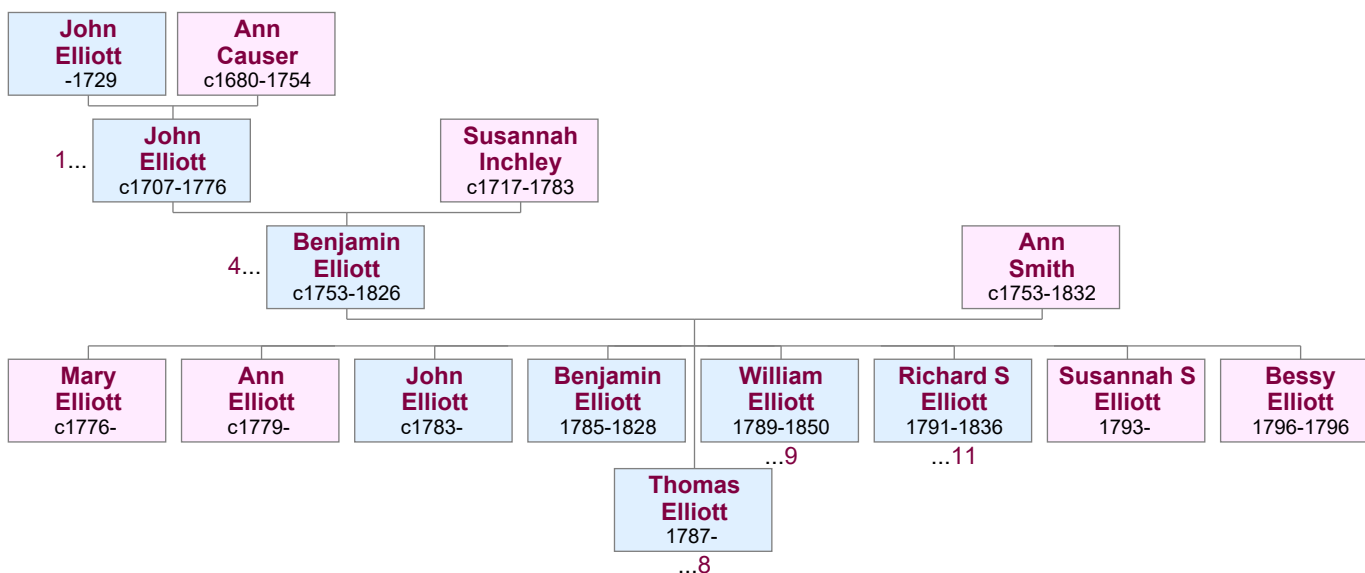 John
Elliott
-1729
Ann
Causer
c1680-1754
1...
John
Elliott
c1707-1776
Susannah
Inchley
c1717-1783
4...
Benjamin
Elliott
c1753-1826
Ann
Smith
c1753-1832
Mary
Elliott
c1776-
Ann
Elliott
c1779-
John
Elliott
c1783-
Benjamin
Elliott
1785-1828
William
Elliott
1789-1850
...9
Richard S
Elliott
1791-1836
...11
Susannah S
Elliott
1793-
Bessy
Elliott
1796-1796
Thomas
Elliott
1787-
...8